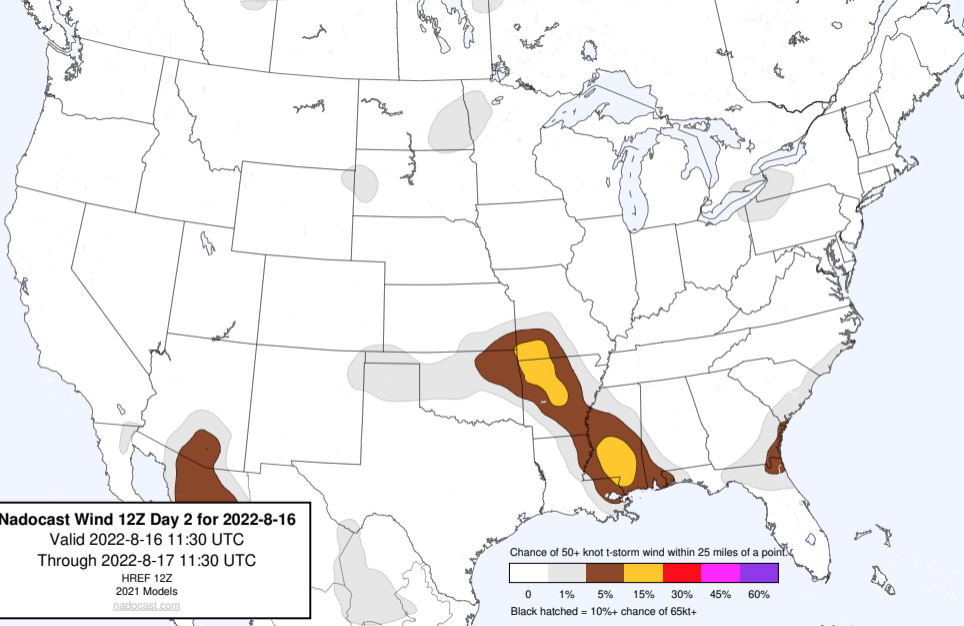 Nadocast Wind 12Z Day 2 for 2022-8-16
Valid 2022-8-16 11:30 UTC
Through 2022-8-17 11:30 UTC
HREF 12Z
2021 Models
nadocast.com
Chance of 50+ knot t-storm wind within 25 miles of a point.
0 1% 5% 15% 30% 45% 60%
Black hatched = 10%+ chance of 65kt+